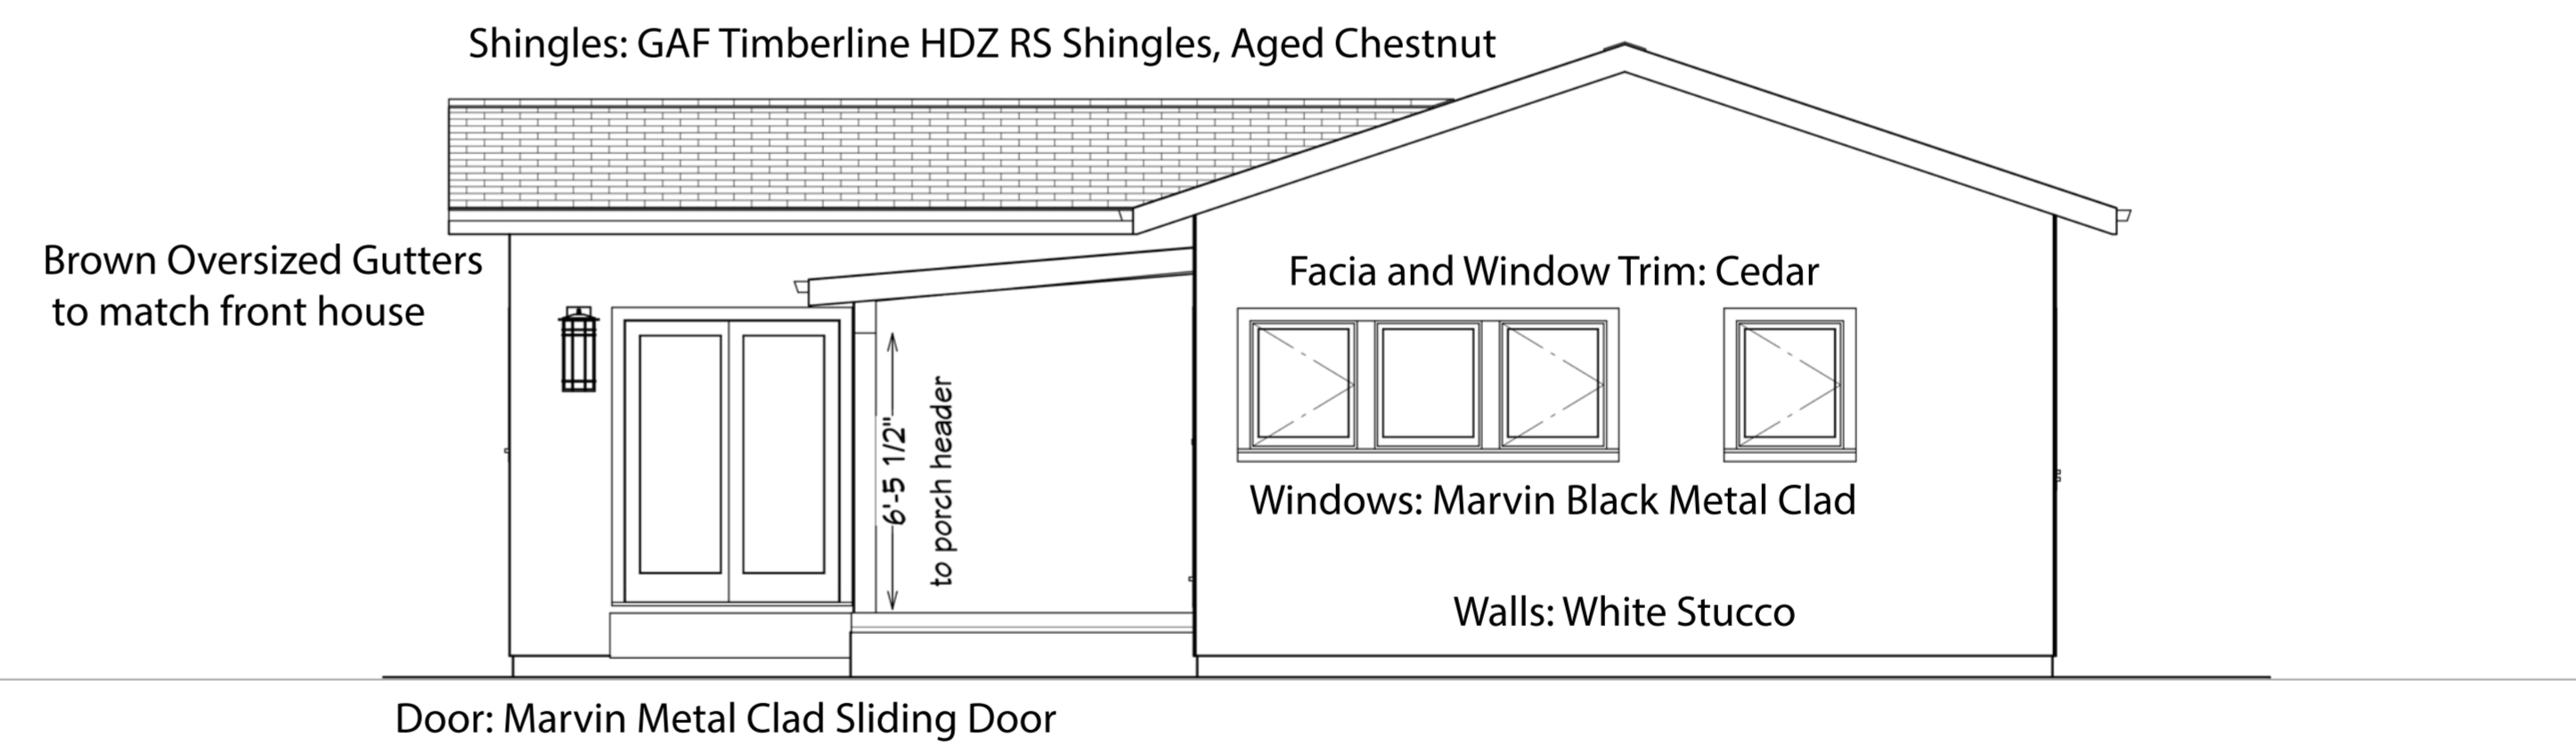 Shingles: GAF Timberline HDZ RS Shingles, Aged Chestnut
Brown Oversized Gutters
to match front house
Facia and Window Trim: Cedar
6'-5 1/2"
to porch header
Windows: Marvin Black Metal Clad
Walls: White Stucco
Door: Marvin Metal Clad Sliding Door